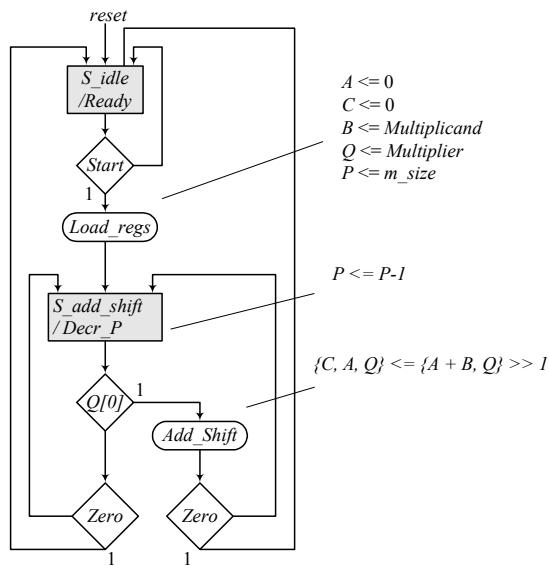 reset
S_idle
/Ready
Start
1
Load_regs
A <= 0
C <= 0
B <= Multiplicand
Q <= Multiplier
P <= m_size
S_add_shift
/ Decr_P
P <= P-1
Q[0]
1
Add_Shift
{C, A, Q} <= {A + B, Q} >> 1
Zero
1
Zero
1